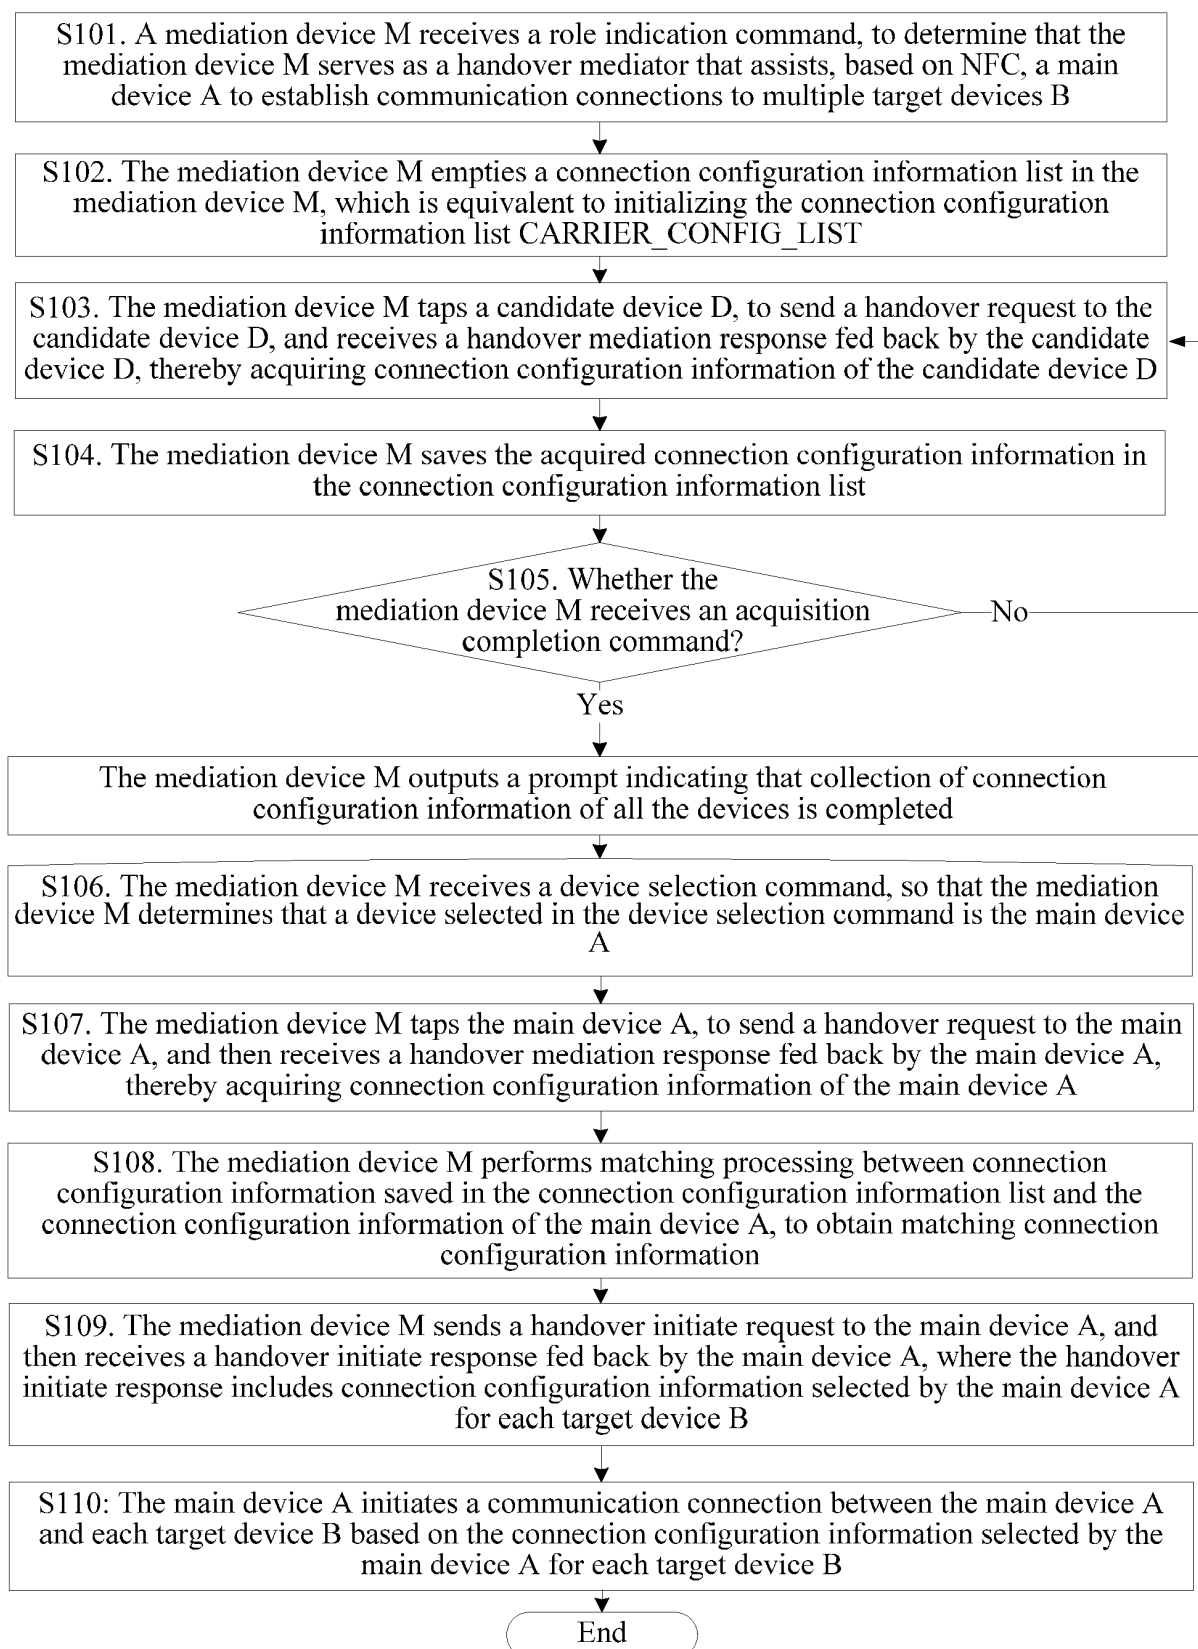 S101. A mediation device M receives a role indication command, to determine that the
mediation device M serves as a handover mediator that assists, based on NFC, a main
device A to establish communication connections to multiple target devices B
S102. The mediation device M empties a connection configuration information list in the
mediation device M, which is equivalent to initializing the connection configuration
information list CARRIER_CONFIG_LIST
S103. The mediation device M taps a candidate device D, to send a handover request to the
candidate device D, and receives a handover mediation response fed back by the candidate
device D, thereby acquiring connection configuration information of the candidate device D
S104. The mediation device M saves the acquired connection configuration information in
the connection configuration information list
S105. Whether the
mediation device M receives an acquisition
completion command?
No
Yes
The mediation device M outputs a prompt indicating that collection of connection
configuration information of all the devices is completed
S106. The mediation device M receives a device selection command, so that the mediation
device M determines that a device selected in the device selection command is the main device
A
S107. The mediation device M taps the main device A, to send a handover request to the main
device A, and then receives a handover mediation response fed back by the main device A,
thereby acquiring connection configuration information of the main device A
S108. The mediation device M performs matching processing between connection
configuration information saved in the connection configuration information list and the
connection configuration information of the main device A, to obtain matching connection
configuration information
S109. The mediation device M sends a handover initiate request to the main device A, and
then receives a handover initiate response fed back by the main device A, where the handover
initiate response includes connection configuration information selected by the main device A
for each target device B
S110: The main device A initiates a communication connection between the main device A
and each target device B based on the connection configuration information selected by the
main device A for each target device B
End